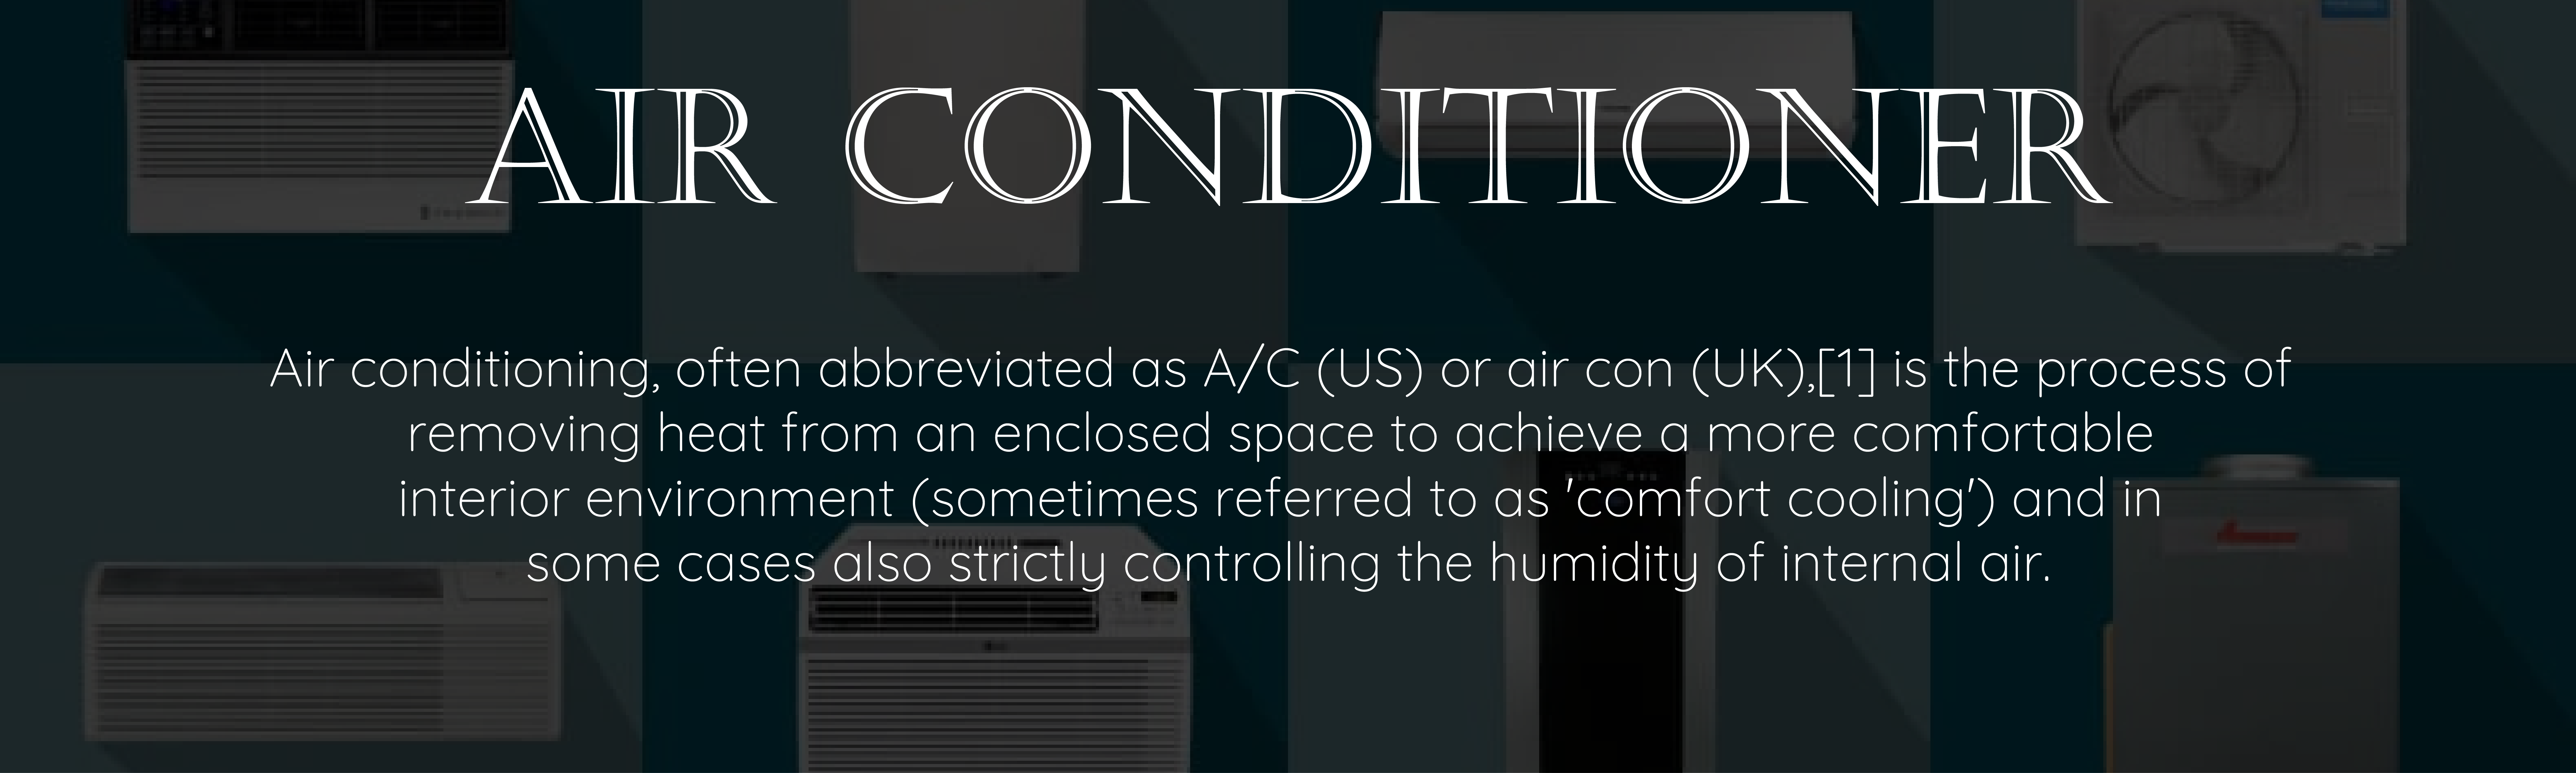 AIR CONDITIONER
Air conditioning, often abbreviated as A/C (US) or air con (UK),[1] is the process of
removing heat from an enclosed space to achieve a more comfortable
interior environment (sometimes referred to as 'comfort cooling') and in
some cases also strictly controlling the humidity of internal air.